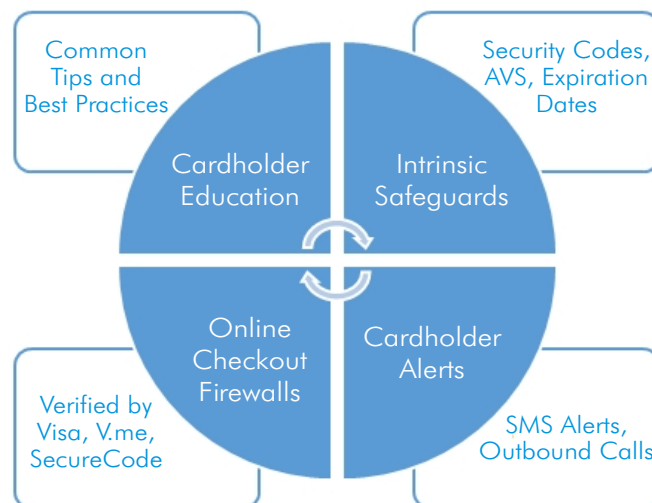 Common
Tips and
Best Practices
Security Codes,
AVS, Expiration
Dates
Cardholder
Education
Intrinsic
Safeguards
Online
Checkout
Firewalls
Cardholder
Alerts
Verified by
Visa, V.me,
SecureCode
SMS Alerts,
Outbound Calls